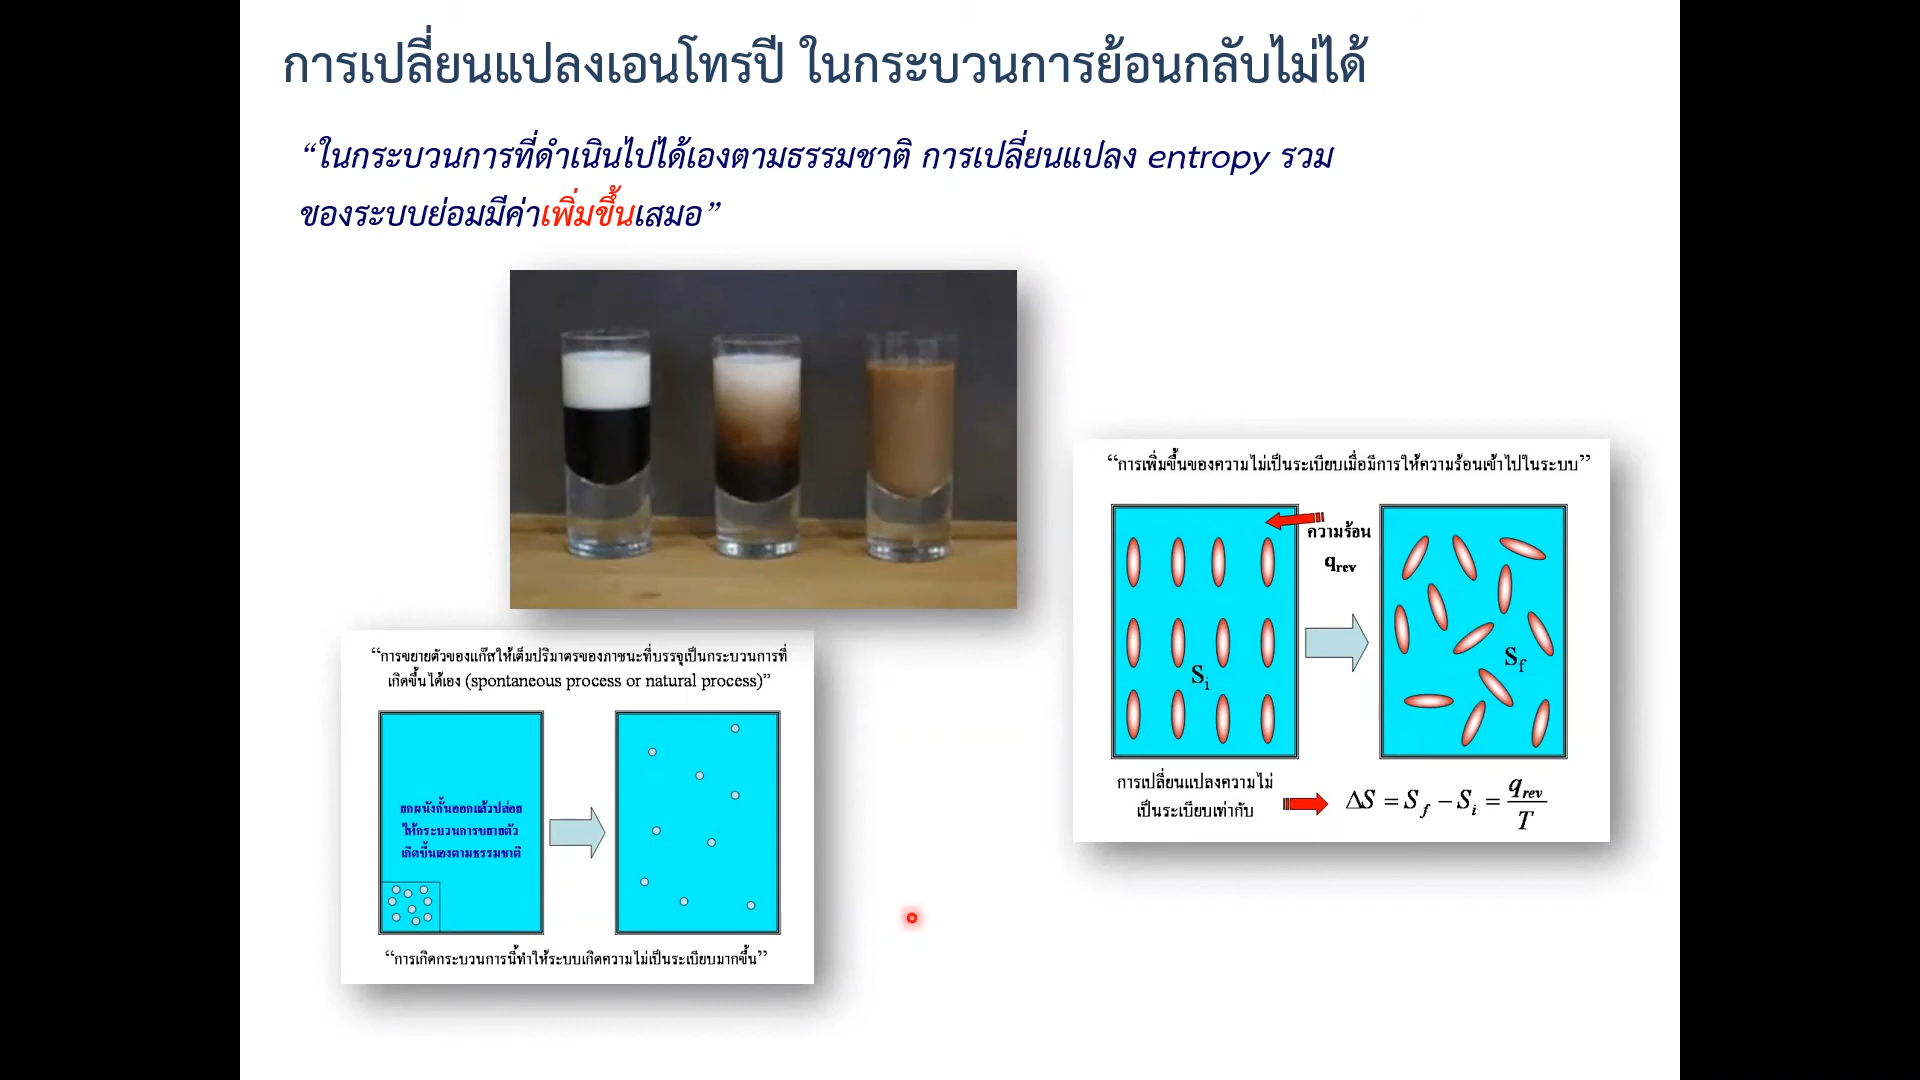 การเปลี่ยนแปลงเอนโทรปี ในกระบวนการย้อนกลับไม่ได้
“ในกระบวนการที่ดำเนินไปได้เองตามธรรมชาติ การเปลี่ยนแปลง entropy รวม
ของระบบย่อมมีค่าเพิ่มขึ้นเสมอ”
“การขยายตัวของแก๊สให้เต็มปริมาตรของภาชนะที่บรรจุเป็นกระบวนการที่
เกิดขึ้นได้เอง (spontaneous process or natural process)”
ยกผนังกั้นออกแล้วปล่อย
ให้กระบวนการขยายตัว
เกิดขึ้นเองตามธรรมชาติ
“การเกิดกระบวนการนี้ทำให้ระบบเกิดความไม่เป็นระเบียบมากขึ้น”
“การเพิ่มขึ้นของความไม่เป็นระเบียบเมื่อมีการให้ความร้อนเข้าไปในระบบ”
ความร้อน
q_rev
S_i
S_f
การเปลี่ยนแปลงความไม่
เป็นระเบียบเท่ากับ
ΔS = S_f − S_i = q_rev / T